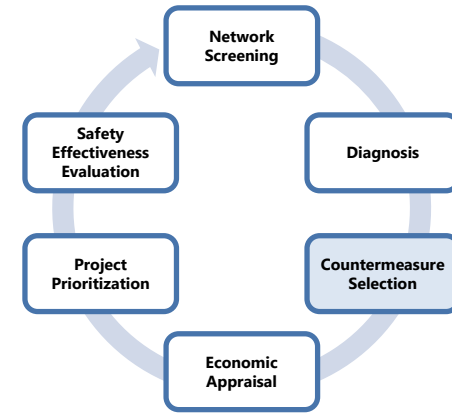 Network
Screening
Diagnosis
Countermeasure
Selection
Economic
Appraisal
Project
Prioritization
Safety
Effectiveness
Evaluation